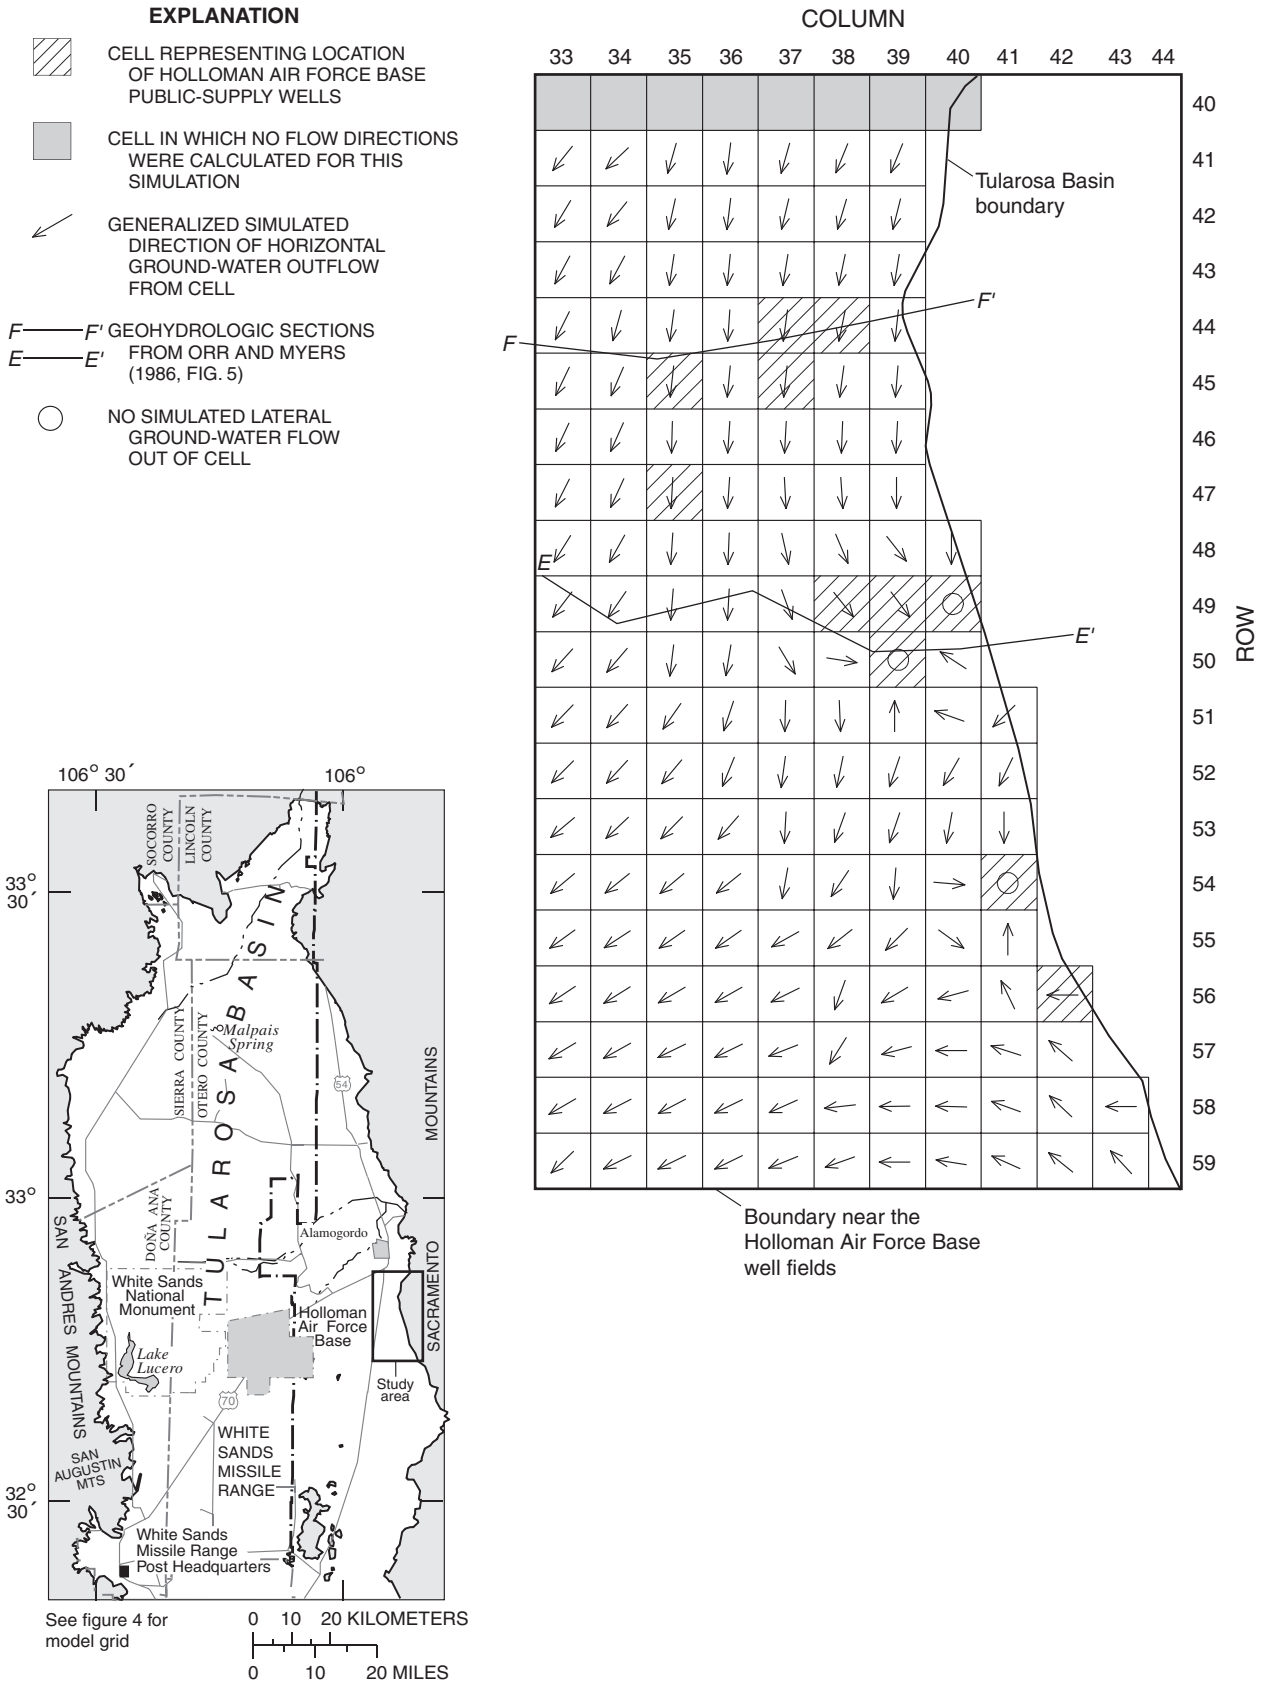 EXPLANATION
CELL REPRESENTING LOCATION
OF HOLLOMAN AIR FORCE BASE
PUBLIC-SUPPLY WELLS
CELL IN WHICH NO FLOW DIRECTIONS
WERE CALCULATED FOR THIS
SIMULATION
GENERALIZED SIMULATED
DIRECTION OF HORIZONTAL
GROUND-WATER OUTFLOW
FROM CELL
F F' GEOHYDROLOGIC SECTIONS
E E' FROM ORR AND MYERS
(1986, FIG. 5)
NO SIMULATED LATERAL
GROUND-WATER FLOW
OUT OF CELL
COLUMN
33 34 35 36 37 38 39 40 41 42 43 44
40
41
42
43
44
45
46
47
48
49
50
51
52
53
54
55
56
57
58
59
ROW
Tularosa Basin
boundary
F
F'
E
E'
Boundary near the
Holloman Air Force Base
well fields
106° 30´
106°
33°
30´
33°
32°
30´
SOCORRO
COUNTY
LINCOLN
COUNTY
TULAROSA BASIN
Malpais
Spring
SIERRA COUNTY
OTERO COUNTY
54
MOUNTAINS
SACRAMENTO
DOÑA ANA
COUNTY
Alamogordo
SAN
ANDRES
MOUNTAINS
White Sands
National
Monument
Holloman
Air Force
Base
Lake
Lucero
Study
area
70
WHITE
SANDS
MISSILE
RANGE
SAN
AUGUSTIN
MTS
White Sands
Missile Range
Post Headquarters
See figure 4 for
model grid
0 10 20 KILOMETERS
0 10 20 MILES